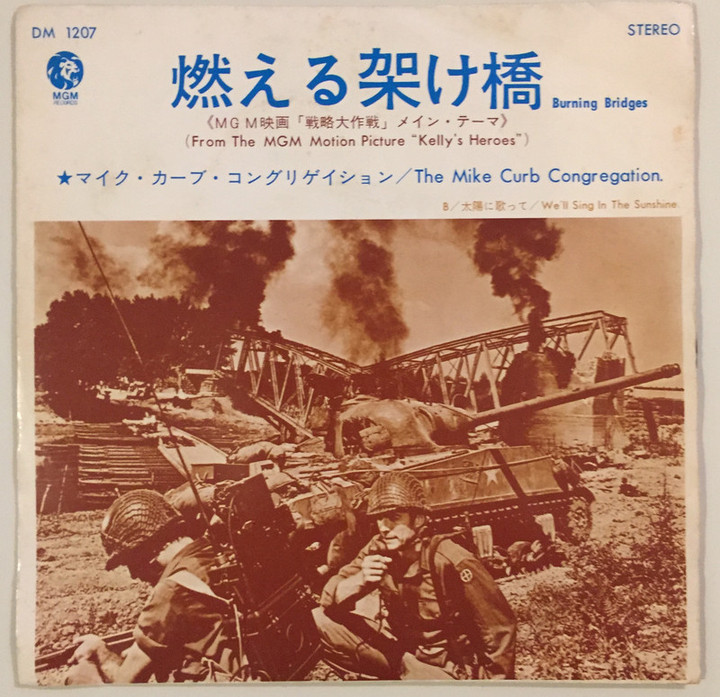 DM 1207
STEREO
MGM
RECORDS
燃える架け橋 Burning Bridges
《MGM映画「戦略大作戦」メイン・テーマ》
(From The MGM Motion Picture “Kelly's Heroes”)
★マイク・カーブ・コングリゲイション/The Mike Curb Congregation.
B/太陽に歌って/We'll Sing In The Sunshine.